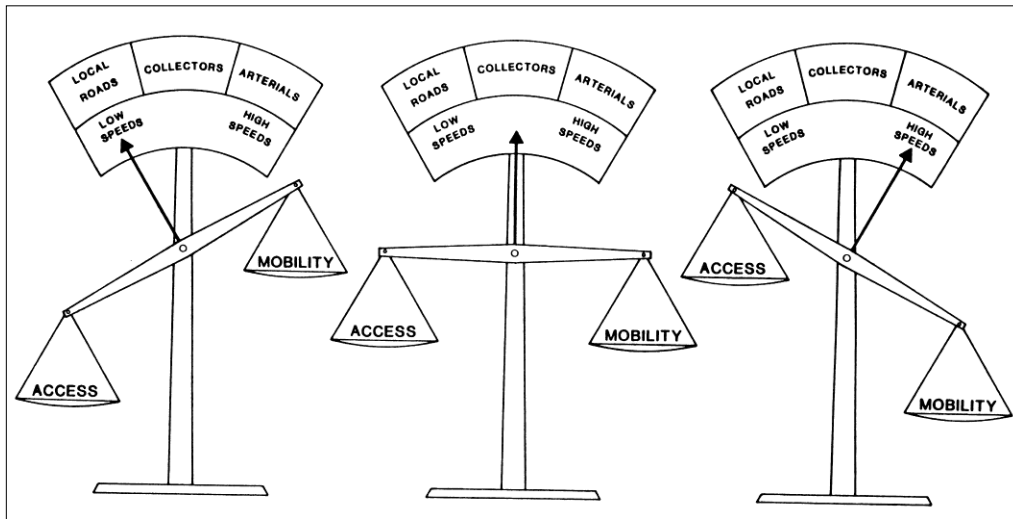 LOCAL
ROADS
COLLECTORS
ARTERIALS
LOW
SPEEDS
HIGH
SPEEDS
ACCESS
MOBILITY
LOCAL
ROADS
COLLECTORS
ARTERIALS
LOW
SPEEDS
HIGH
SPEEDS
ACCESS
MOBILITY
LOCAL
ROADS
COLLECTORS
ARTERIALS
LOW
SPEEDS
HIGH
SPEEDS
ACCESS
MOBILITY